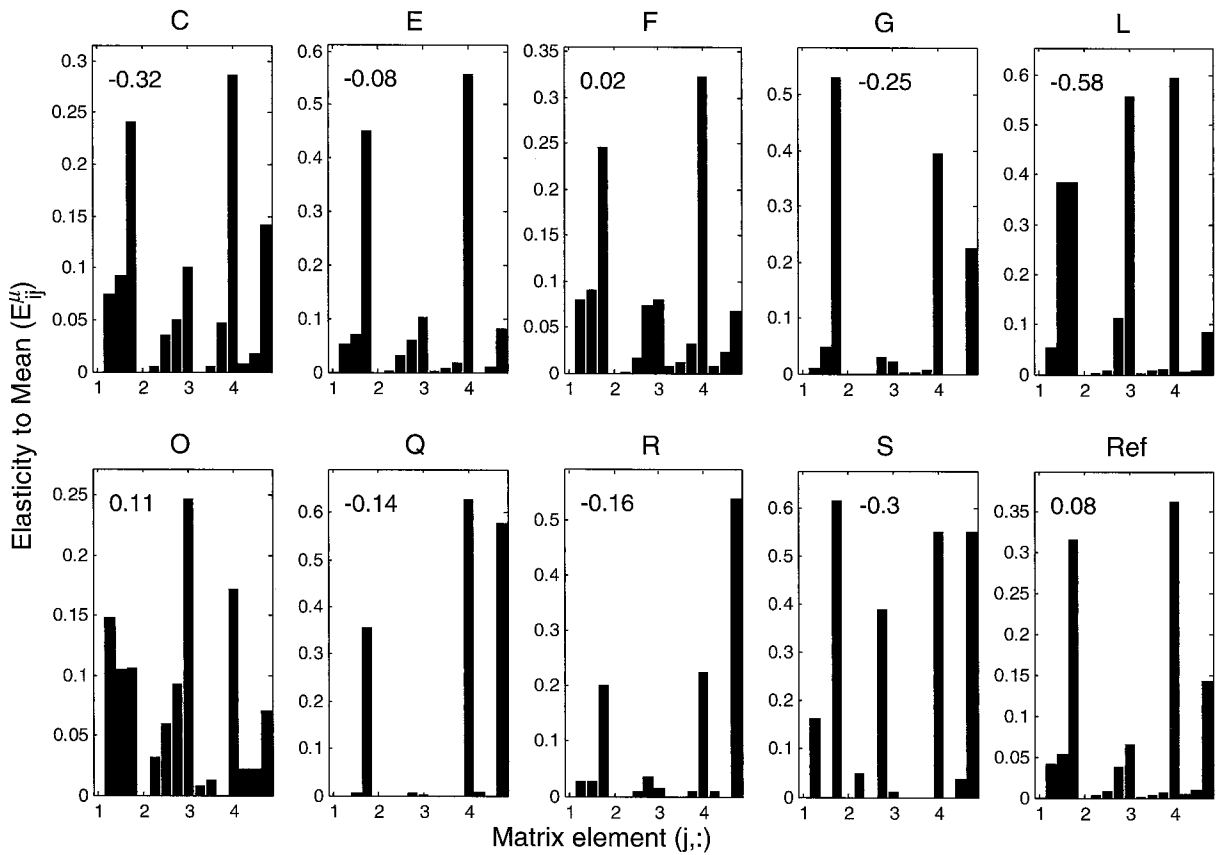 C E F G L
-0.32 -0.08 0.02 -0.25 -0.58
0.3 0.25 0.2 0.15 0.1 0.05 0
0.6 0.5 0.4 0.3 0.2 0.1 0
0.35 0.3 0.25 0.2 0.15 0.1 0.05 0
0.5 0.4 0.3 0.2 0.1 0
0.6 0.5 0.4 0.3 0.2 0.1 0
1 2 3 4 1 2 3 4 1 2 3 4 1 2 3 4 1 2 3 4
Elasticity to Mean (E^μ_ij)
O Q R S Ref
0.11 -0.14 -0.16 -0.3 0.08
0.25 0.2 0.15 0.1 0.05 0
0.6 0.5 0.4 0.3 0.2 0.1 0
0.5 0.4 0.3 0.2 0.1 0
0.6 0.5 0.4 0.3 0.2 0.1 0
0.35 0.3 0.25 0.2 0.15 0.1 0.05 0
1 2 3 4 1 2 3 4 1 2 3 4 1 2 3 4 1 2 3 4
Matrix element (j,:)